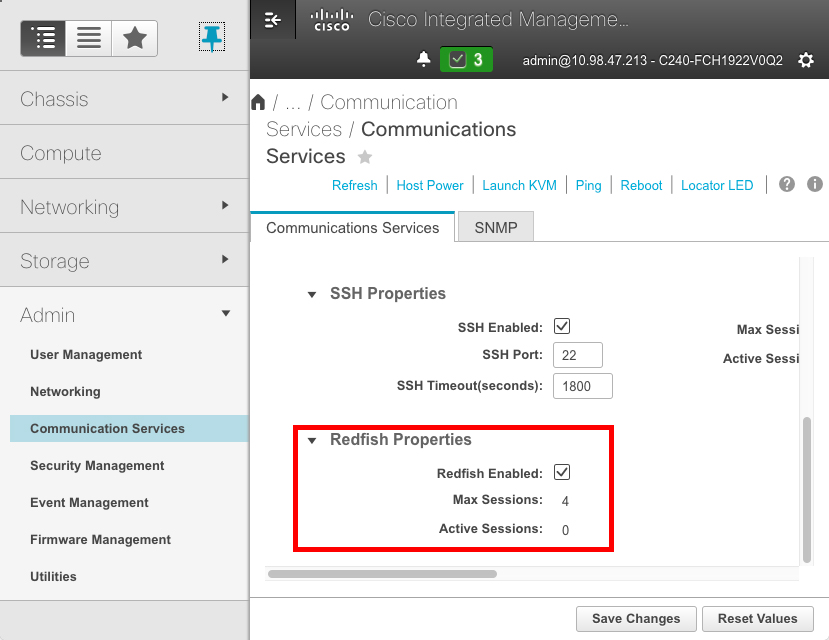 Chassis
Compute
Networking
Storage
Admin
User Management
Networking
Communication Services
Security Management
Event Management
Firmware Management
Utilities
cisco Cisco Integrated Manageme...
3 admin@10.98.47.213 - C240-FCH1922V0Q2
/ ... / Communication
Services / Communications
Services
Refresh Host Power Launch KVM Ping Reboot Locator LED ? i
Communications Services SNMP
SSH Properties
SSH Enabled: Max Sessi
SSH Port: 22
Active Sessi
SSH Timeout(seconds): 1800
Redfish Properties
Redfish Enabled:
Max Sessions: 4
Active Sessions: 0
Save Changes Reset Values